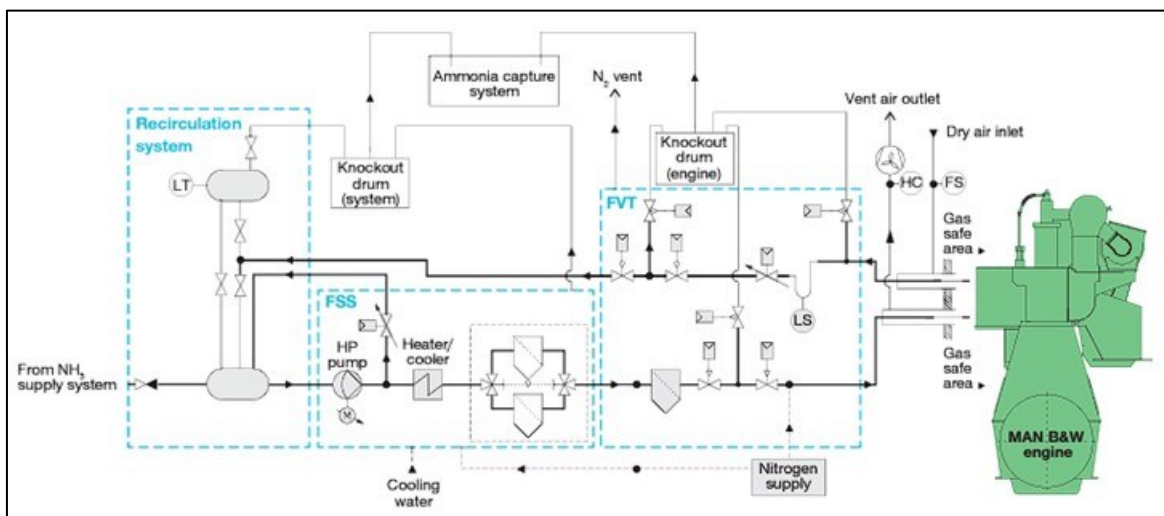 Ammonia capture
system
N₂ vent
Vent air outlet
Dry air inlet
Recirculation
system
Knockout
drum
(system)
Knockout
drum
(engine)
LT
HC
FS
FVT
Gas
safe
area
FSS
LS
HP
pump
Heater/
cooler
From NH₃
supply system
M
Gas
safe
area
MAN B&W
engine
Cooling
water
Nitrogen
supply